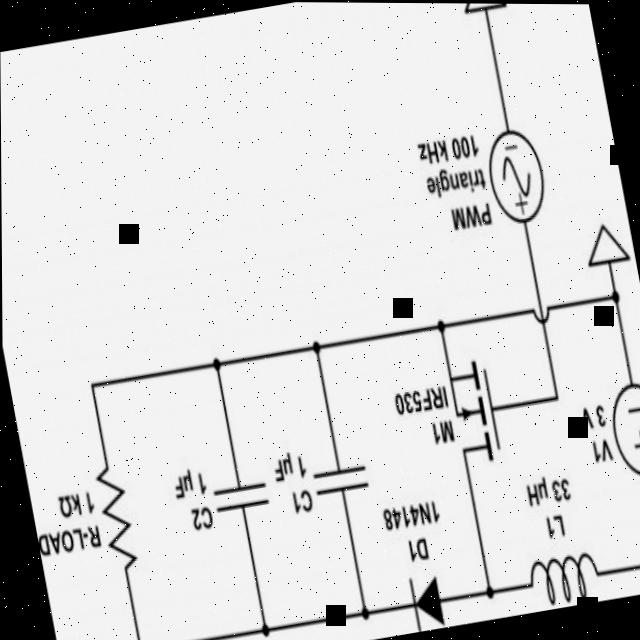 L1
33 µH
V1
3 V
D1
1N4148
M1
IRF530
C1
1 µF
C2
1 µF
R-LOAD
1 kΩ
PWM
triangle
100 kHz